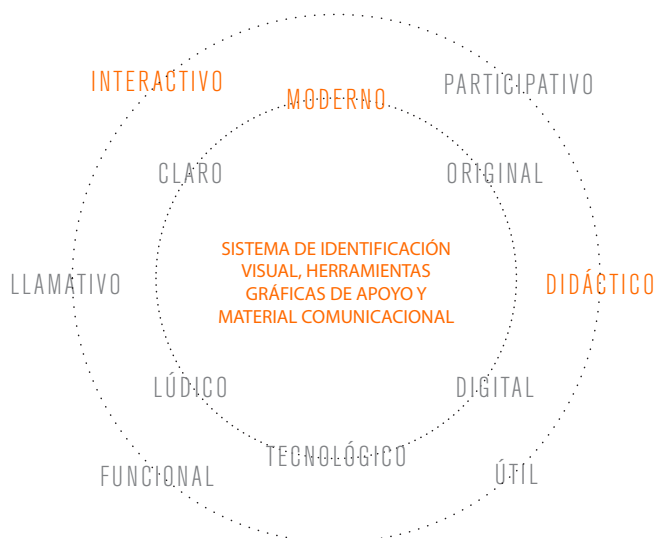 INTERACTIVO
MODERNO
PARTICIPATIVO
CLARO
ORIGINAL
SISTEMA DE IDENTIFICACIÓN
VISUAL, HERRAMIENTAS
GRÁFICAS DE APOYO Y
MATERIAL COMUNICACIONAL
LLAMATIVO
DIDÁCTICO
LÚDICO
DIGITAL
TECNOLÓGICO
FUNCIONAL
ÚTIL